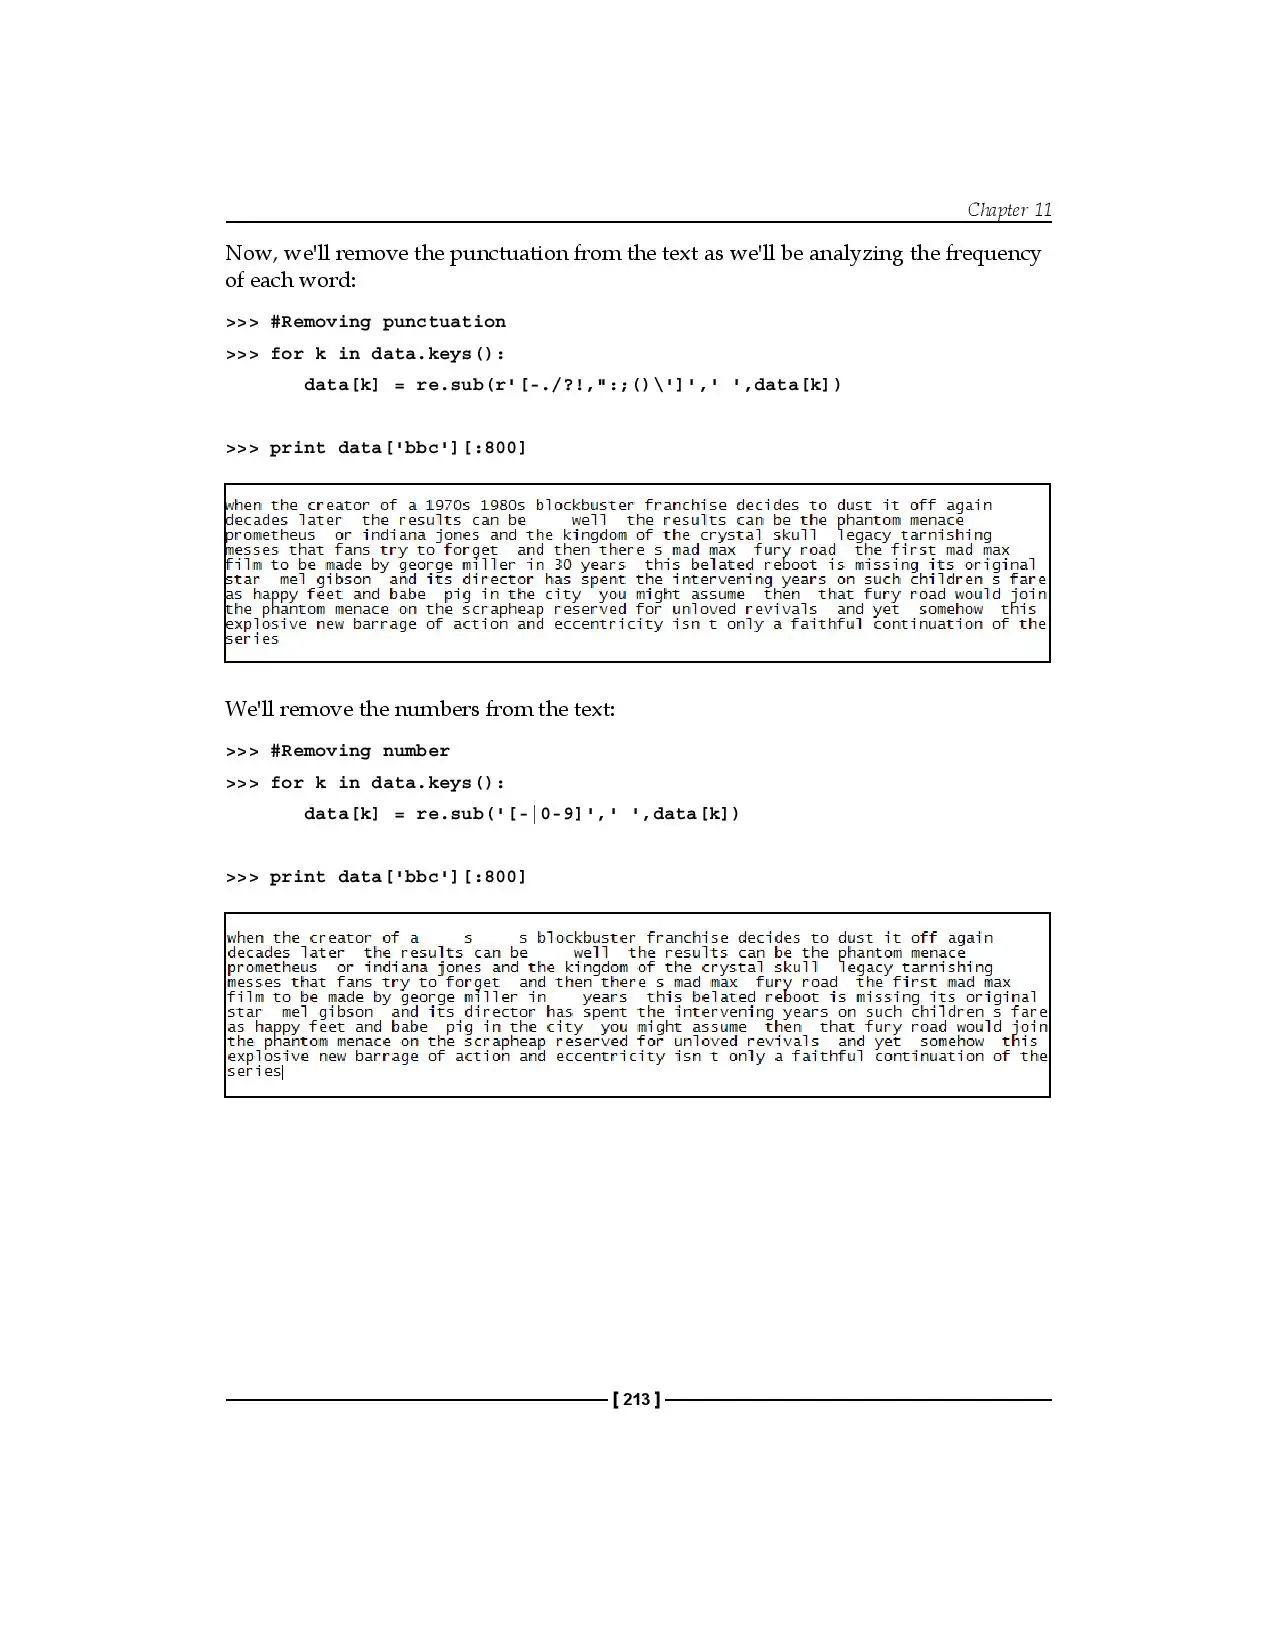 Chapter 11
Now, we'll remove the punctuation from the text as we'll be analyzing the frequency
of each word:
>>> #Removing punctuation
>>> for k in data.keys():
       data[k] = re.sub(r'[-./?!,":;()\']',' ',data[k])
>>> print data['bbc'][:800]
when the creator of a 1970s 1980s blockbuster franchise decides to dust it off again
decades later  the results can be     well  the results can be the phantom menace
prometheus  or indiana jones and the kingdom of the crystal skull  legacy tarnishing
messes that fans try to forget  and then there s mad max  fury road  the first mad max
film to be made by george miller in 30 years  this belated reboot is missing its original
star  mel gibson  and its director has spent the intervening years on such children s fare
as happy feet and babe  pig in the city  you might assume  then  that fury road would join
the phantom menace on the scrapheap reserved for unloved revivals  and yet  somehow  this
explosive new barrage of action and eccentricity isn t only a faithful continuation of the
series
We'll remove the numbers from the text:
>>> #Removing number
>>> for k in data.keys():
       data[k] = re.sub('[-|0-9]',' ',data[k])
>>> print data['bbc'][:800]
when the creator of a     s     s blockbuster franchise decides to dust it off again
decades later  the results can be     well  the results can be the phantom menace
prometheus  or indiana jones and the kingdom of the crystal skull  legacy tarnishing
messes that fans try to forget  and then there s mad max  fury road  the first mad max
film to be made by george miller in    years  this belated reboot is missing its original
star  mel gibson  and its director has spent the intervening years on such children s fare
as happy feet and babe  pig in the city  you might assume  then  that fury road would join
the phantom menace on the scrapheap reserved for unloved revivals  and yet  somehow  this
explosive new barrage of action and eccentricity isn t only a faithful continuation of the
series
[ 213 ]